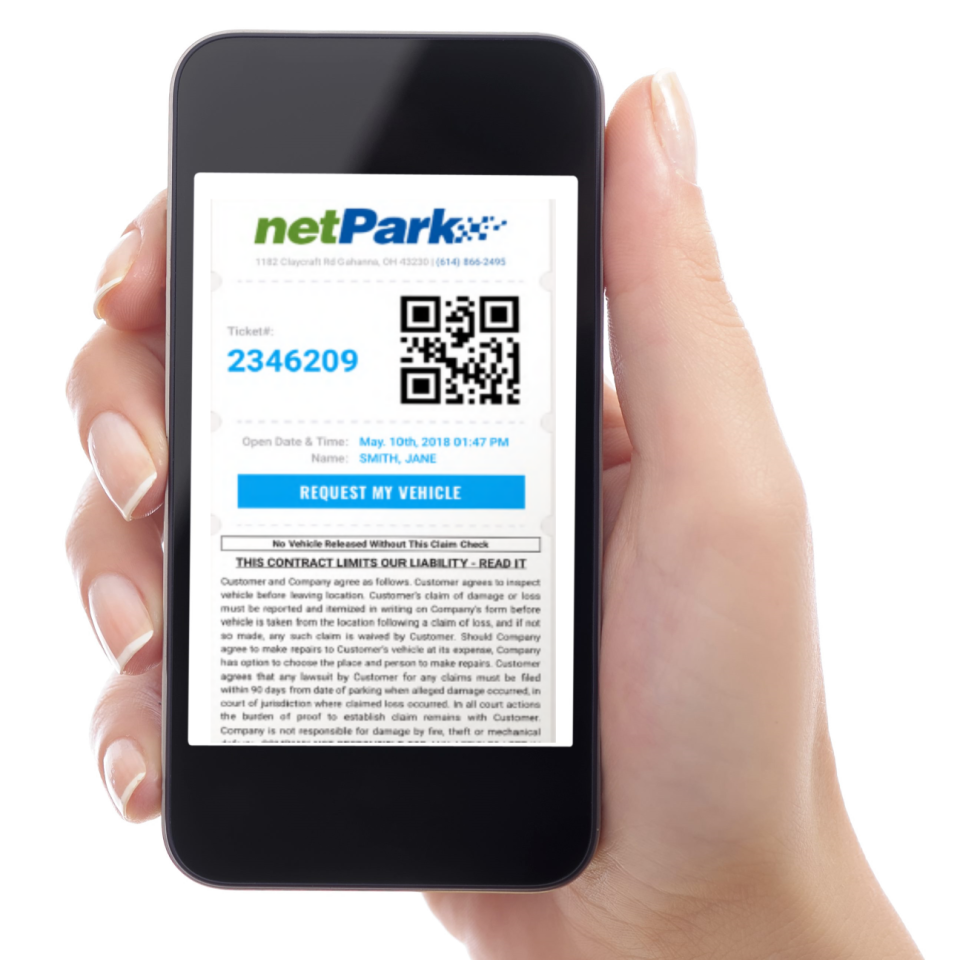 netPark
1182 Claycraft Rd Gahanna, OH 43230 | (614) 866-2495
Ticket#:
2346209
Open Date & Time: May. 10th, 2018 01:47 PM
Name: SMITH, JANE
REQUEST MY VEHICLE
No Vehicle Released Without This Claim Check
THIS CONTRACT LIMITS OUR LIABILITY - READ IT
Customer and Company agree as follows. Customer agrees to inspect
vehicle before leaving location. Customer's claim of damage or loss
must be reported and itemized in writing on Company's form before
vehicle is taken from the location following a claim of loss, and if not
so made, any such claim is waived by Customer. Should Company
agree to make repairs to Customer's vehicle at its expense, Company
has option to choose the place and person to make repairs. Customer
agrees that any lawsuit by Customer for any claims must be filed
within 90 days from date of parking when alleged damage occurred, in
court of jurisdiction where claimed loss occurred. In all court actions
the burden of proof to establish claim remains with Customer.
Company is not responsible for damage by fire, theft or mechanical